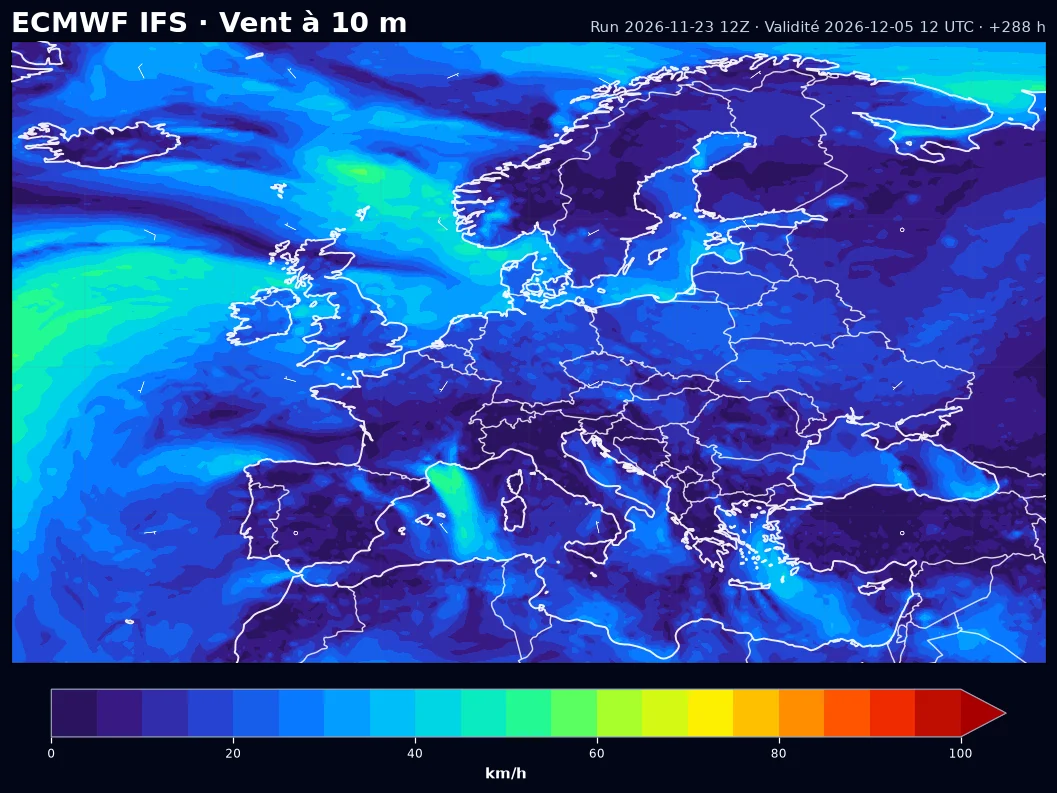 ECMWF IFS · Vent à 10 m
Run 2026-11-23 12Z · Validité 2026-12-05 12 UTC · +288 h
0 20 40 60 80 100
km/h